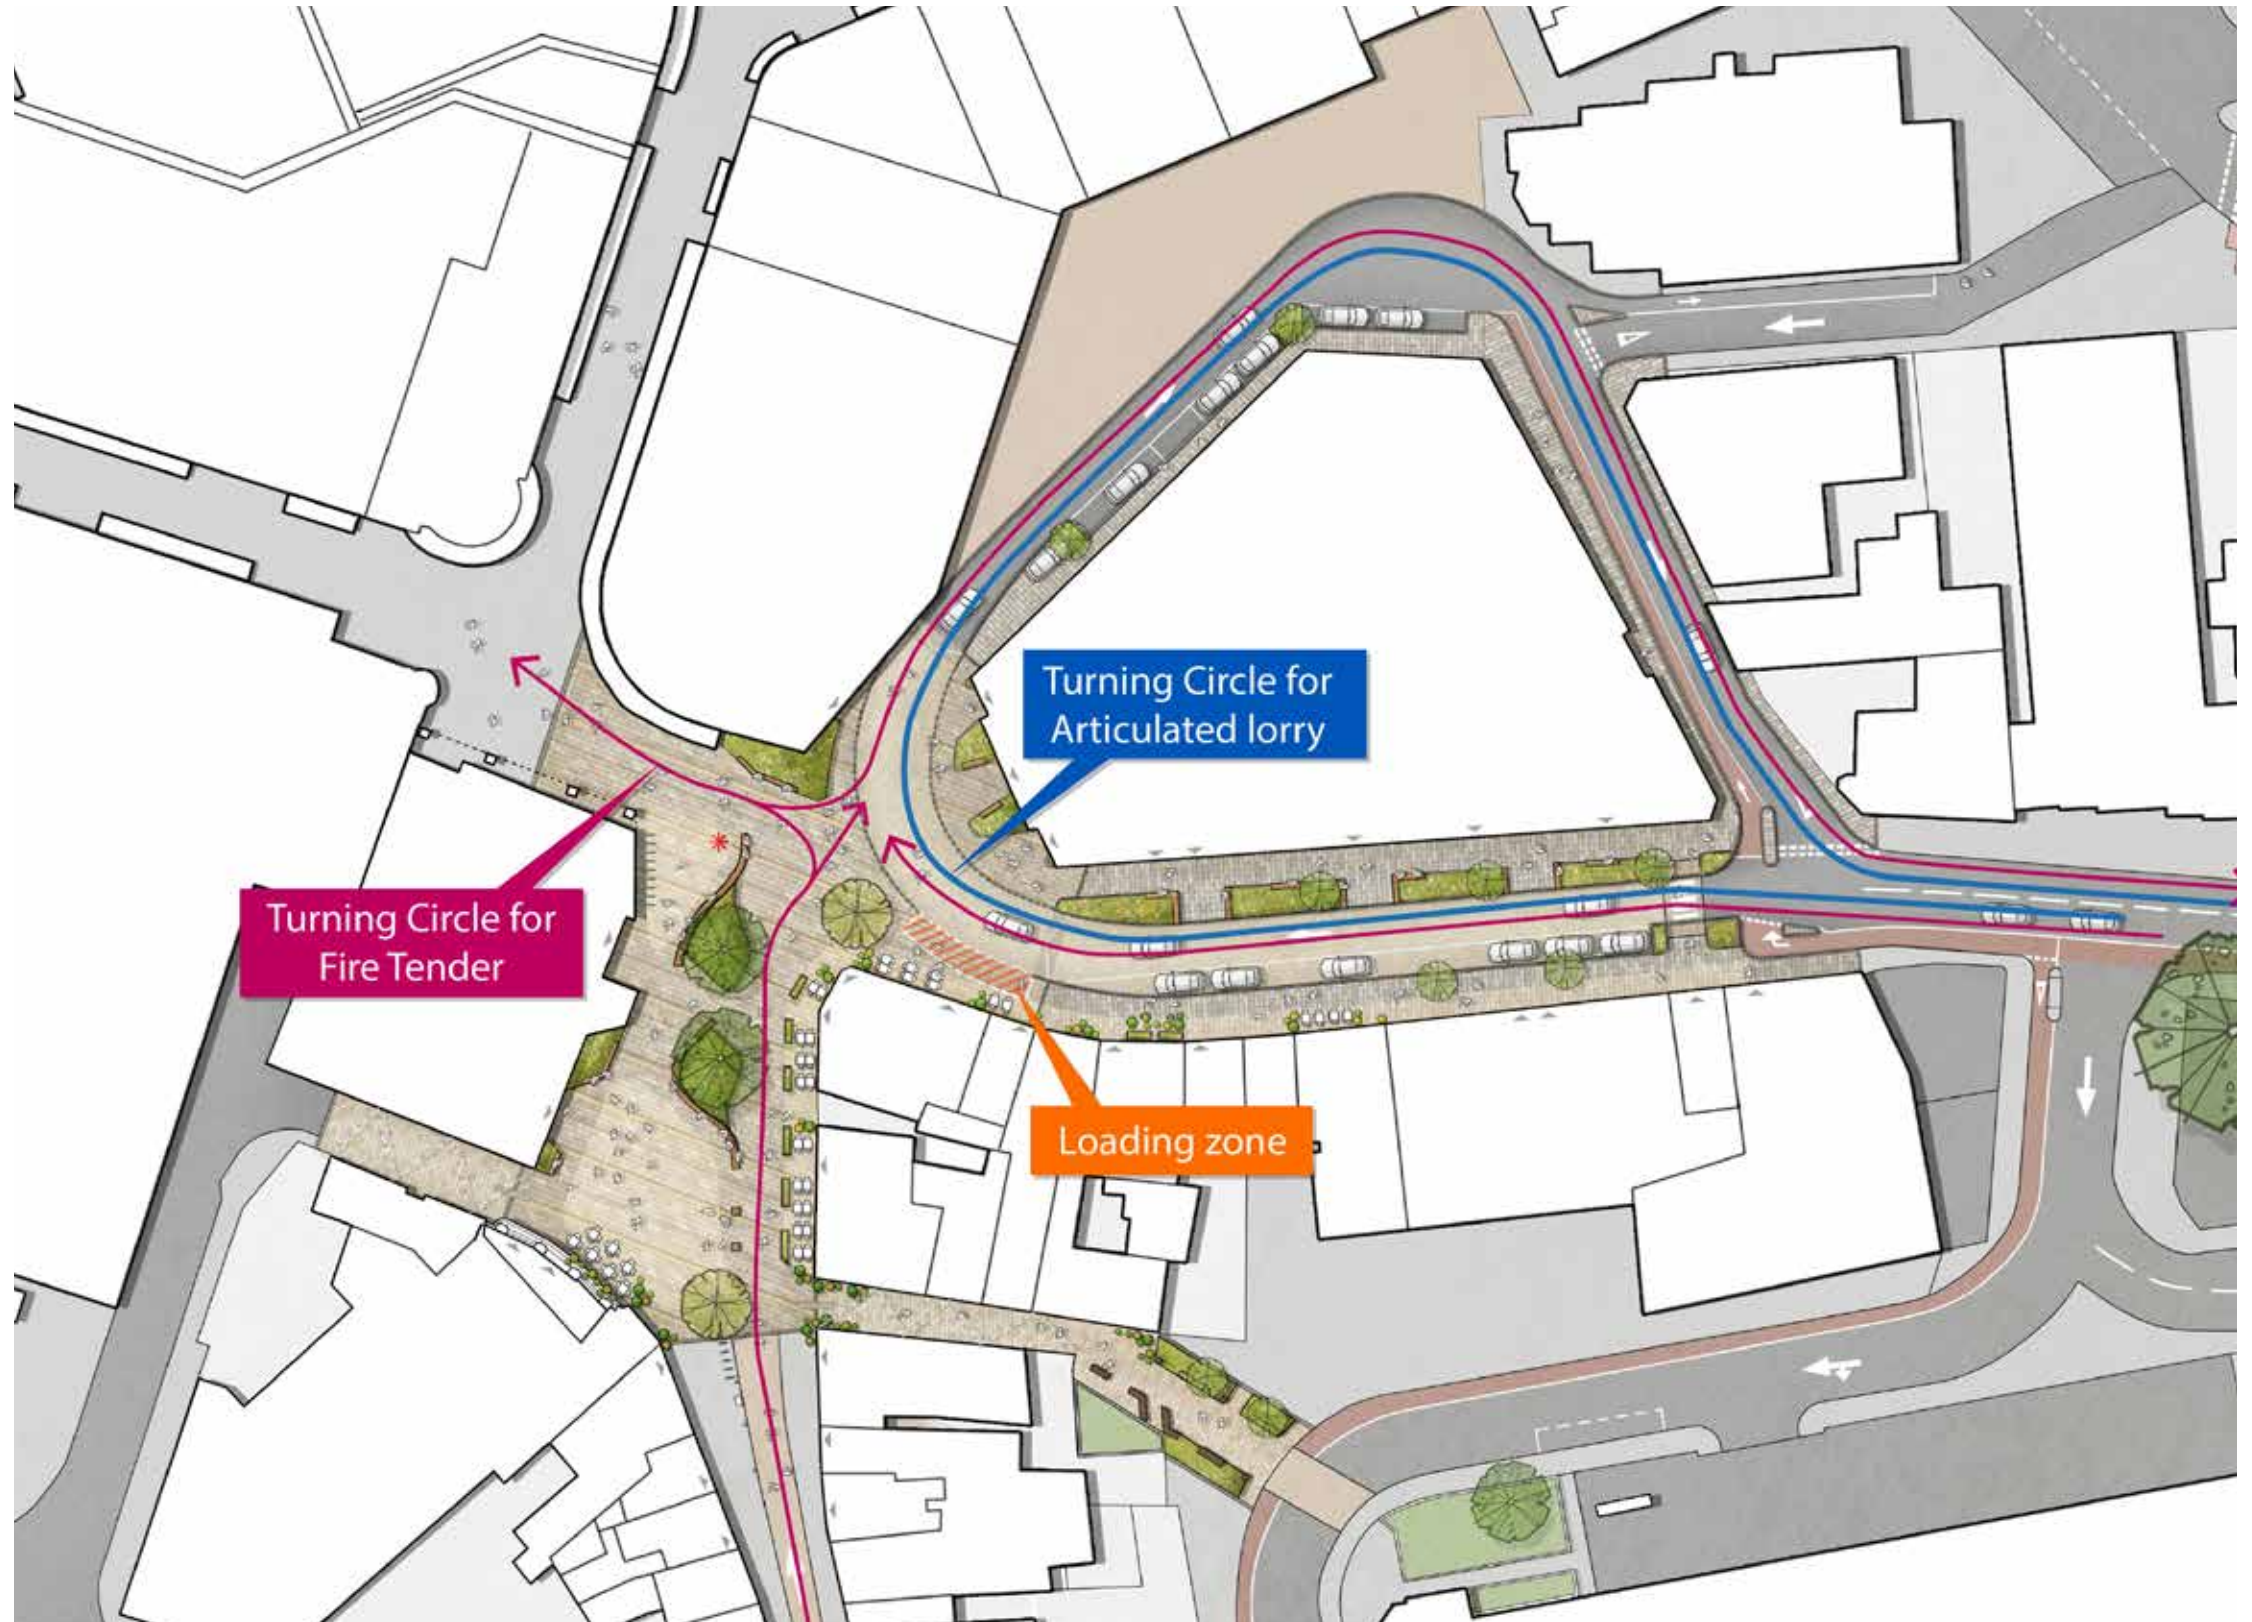 Turning Circle for
Articulated lorry
Turning Circle for
Fire Tender
Loading zone